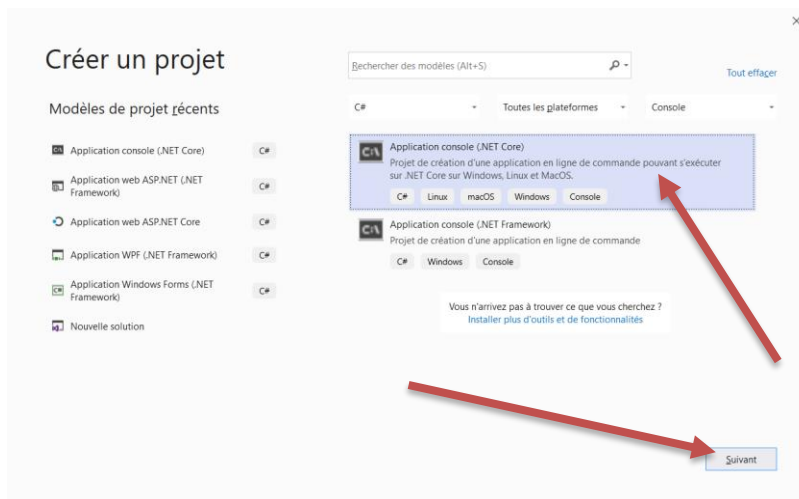 Créer un projet
Rechercher des modèles (Alt+S)
Tout effacer
Modèles de projet récents
C#
Toutes les plateformes
Console
Application console (.NET Core)
C#
Application web ASP.NET (.NET
Framework)
C#
Application web ASP.NET Core
C#
Application WPF (.NET Framework)
C#
Application Windows Forms (.NET
Framework)
C#
Nouvelle solution
Application console (.NET Core)
Projet de création d'une application en ligne de commande pouvant s'exécuter
sur .NET Core sur Windows, Linux et MacOS.
C# Linux macOS Windows Console
Application console (.NET Framework)
Projet de création d'une application en ligne de commande
C# Windows Console
Vous n'arrivez pas à trouver ce que vous cherchez ?
Installer plus d'outils et de fonctionnalités
Suivant